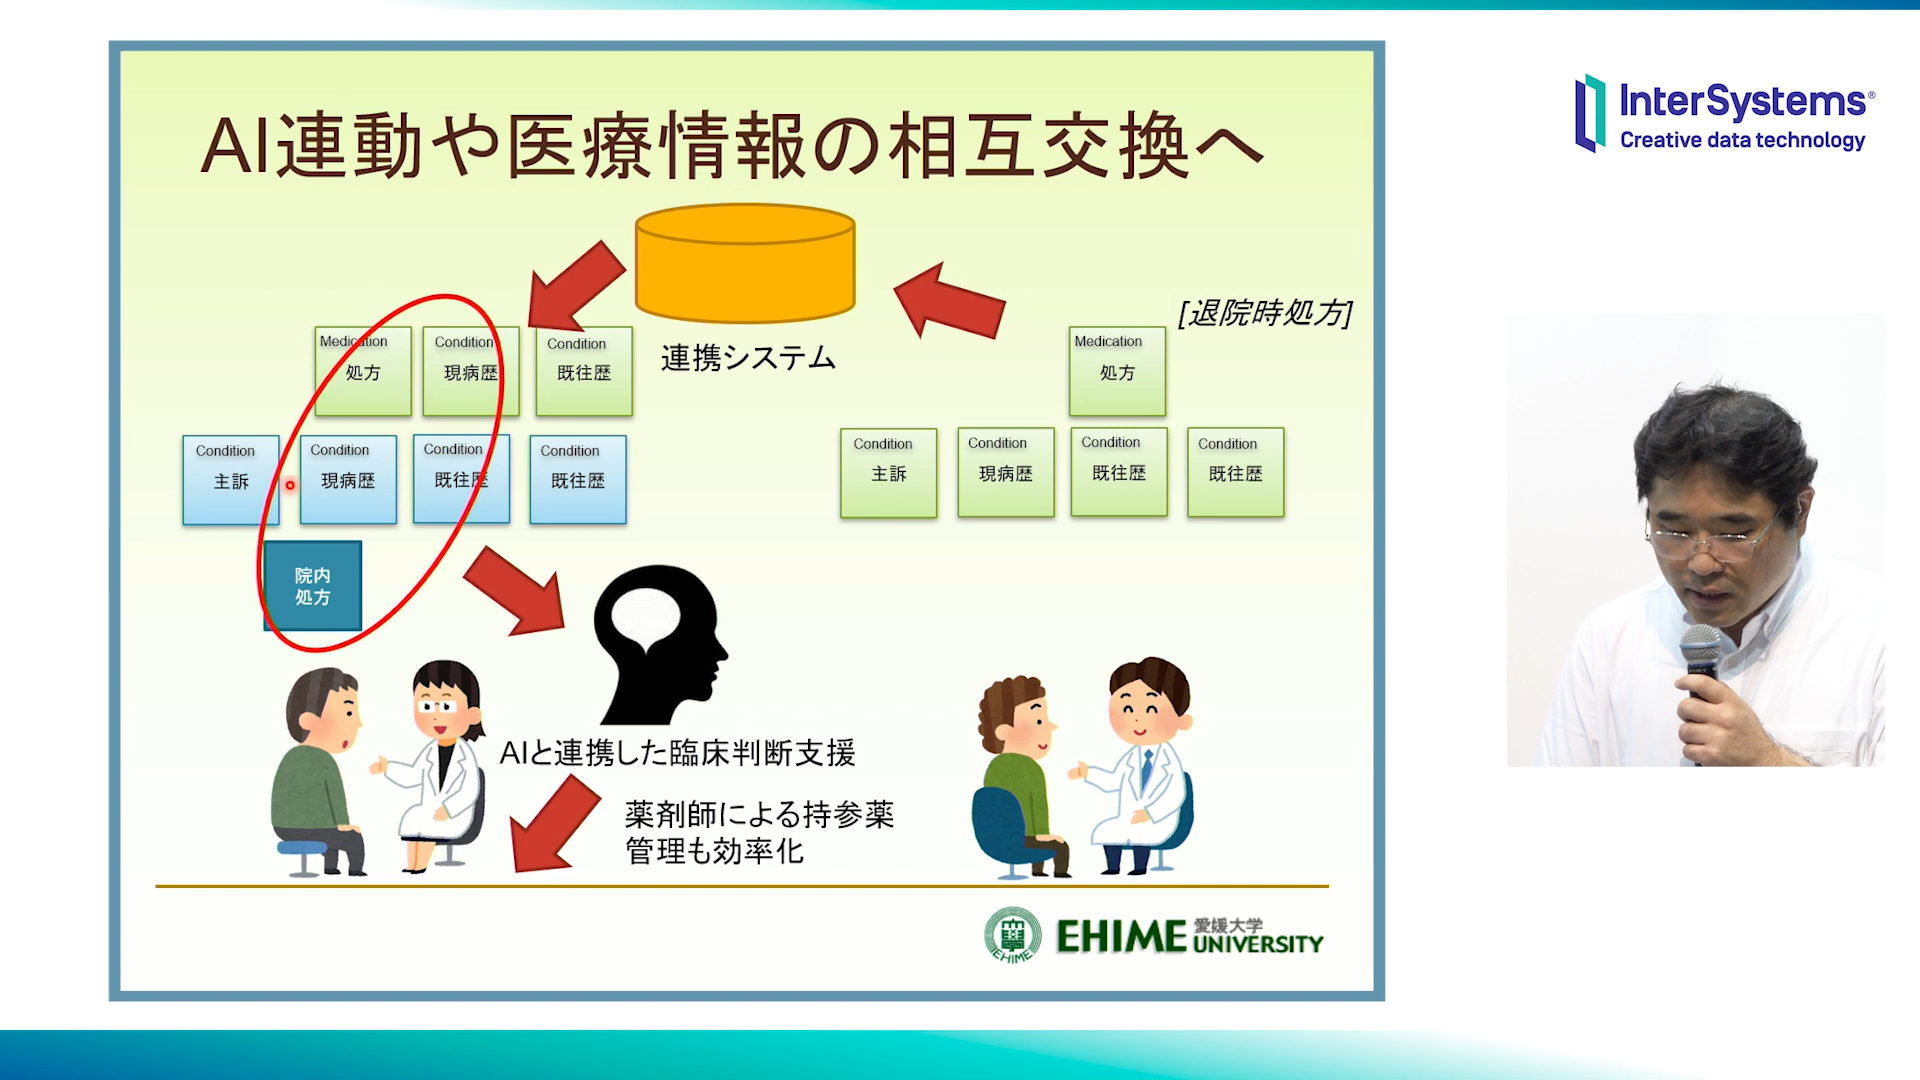 InterSystems®
Creative data technology
AI連動や医療情報の相互交換へ
[退院時処方]
連携システム
Medication
処方
Condition
現病歴
Condition
既往歴
Condition
主訴
Condition
現病歴
Condition
既往歴
Condition
既往歴
院内
処方
Medication
処方
Condition
主訴
Condition
現病歴
Condition
既往歴
Condition
既往歴
AIと連携した臨床判断支援
薬剤師による持参薬
管理も効率化
EHIME
EHIME 愛媛大学
UNIVERSITY